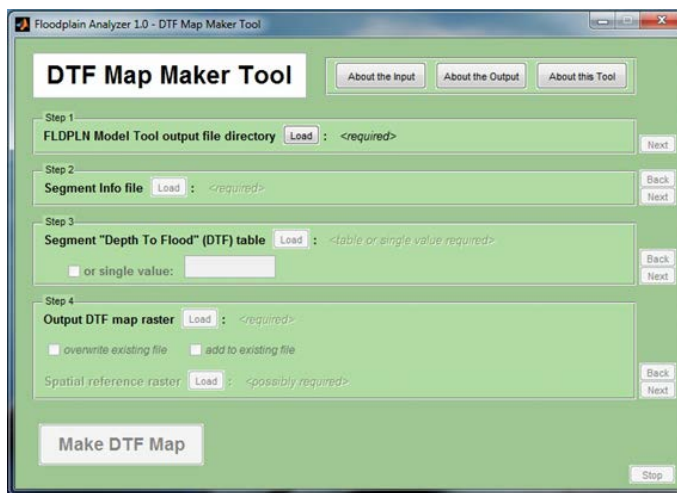 Floodplain Analyzer 1.0 - DTF Map Maker Tool
DTF Map Maker Tool
About the Input
About the Output
About this Tool
Step 1
FLDPLN Model Tool output file directory Load : <required>
Next
Step 2
Segment Info file Load : <required>
Back
Next
Step 3
Segment "Depth To Flood" (DTF) table Load : <table or single value required>
or single value:
Back
Next
Step 4
Output DTF map raster Load : <required>
overwrite existing file add to existing file
Spatial reference raster Load : <possibly required>
Back
Next
Make DTF Map
Stop